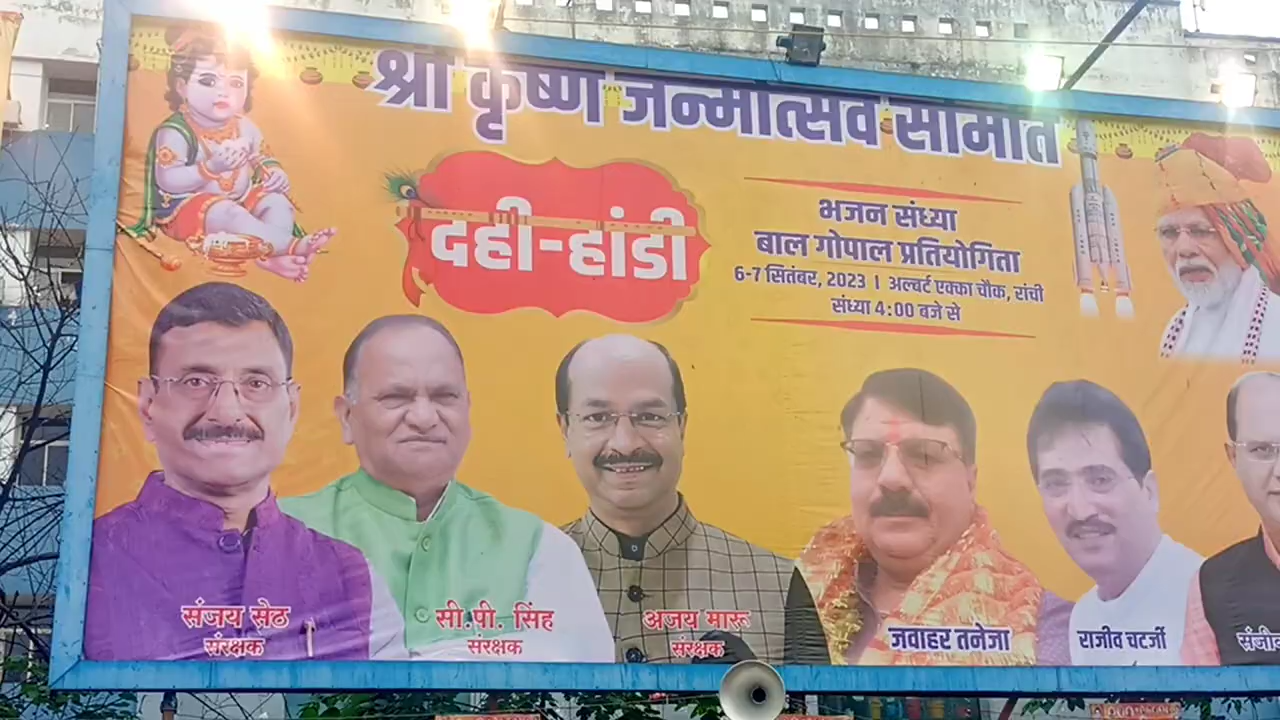 श्री कृष्ण जन्मोत्सव समिति
दही-हांडी
भजन संध्या
बाल गोपाल प्रतियोगिता
6-7 सितंबर, 2023 । अल्बर्ट एक्का चौक, रांची
संध्या 4:00 बजे से
संजय सेठ
संरक्षक
सी.पी. सिंह
संरक्षक
अजय मारू
संरक्षक
जवाहर तनेजा
राजीव चटर्जी